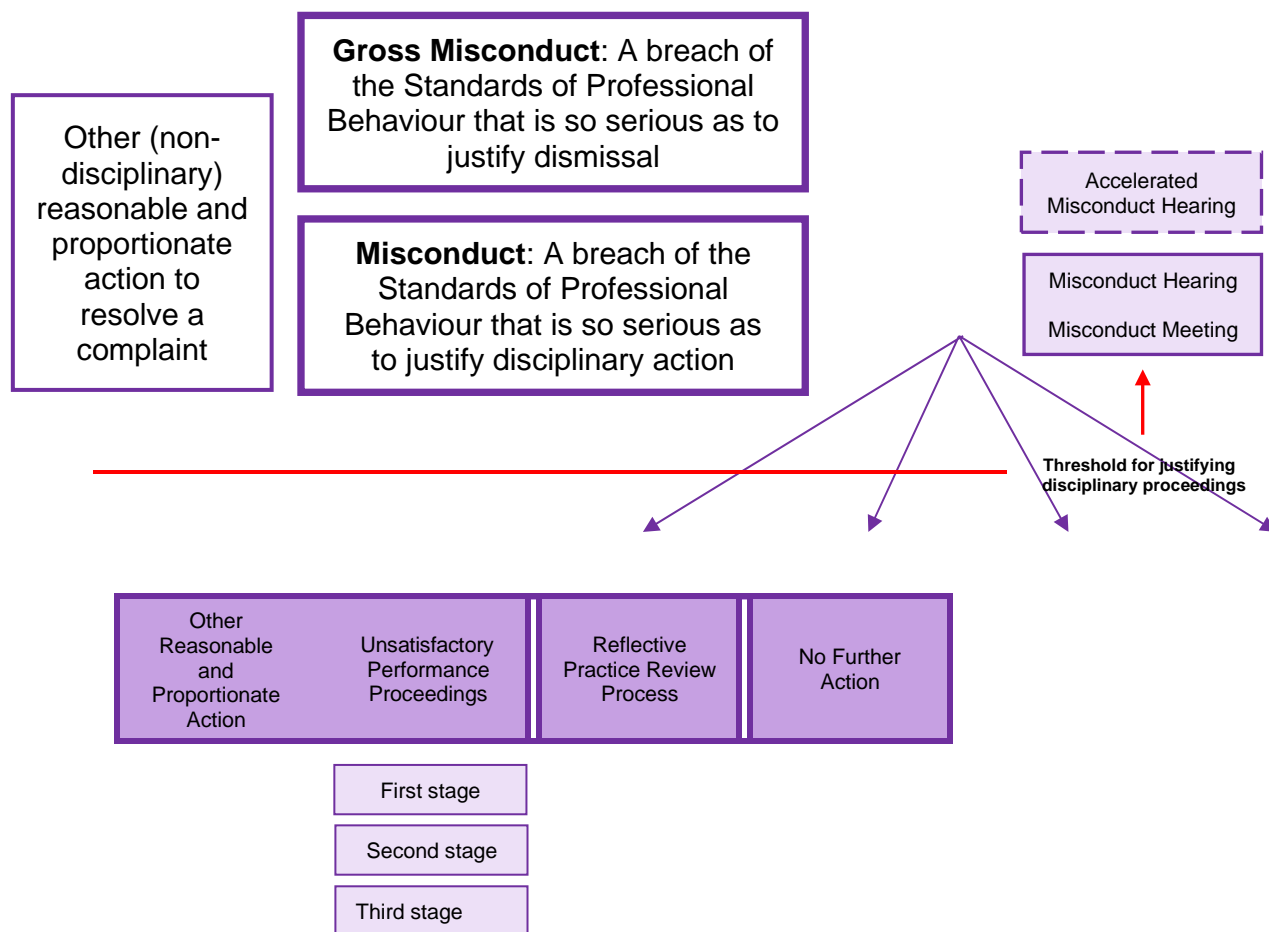 Gross Misconduct: A breach of
the Standards of Professional
Behaviour that is so serious as to
justify dismissal
Other (non-
disciplinary)
reasonable and
proportionate
action to
resolve a
complaint
Accelerated
Misconduct Hearing
Misconduct: A breach of the
Standards of Professional
Behaviour that is so serious as
to justify disciplinary action
Misconduct Hearing
Misconduct Meeting
Threshold for justifying
disciplinary proceedings
Other
Reasonable
and
Proportionate
Action
Unsatisfactory
Performance
Proceedings
Reflective
Practice Review
Process
No Further
Action
First stage
Second stage
Third stage